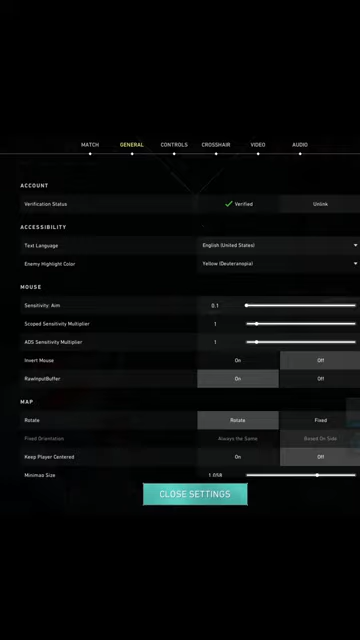 MATCH GENERAL CONTROLS CROSSHAIR VIDEO AUDIO
ACCOUNT
Verification Status Verified Unlink
ACCESSIBILITY
Text Language English (United States)
Enemy Highlight Color Yellow (Deuteranopia)
MOUSE
Sensitivity: Aim 0.1
Scoped Sensitivity Multiplier 1
ADS Sensitivity Multiplier 1
Invert Mouse On Off
RawInputBuffer On Off
MAP
Rotate Rotate Fixed
Fixed Orientation Always the Same Based On Side
Keep Player Centered On Off
Minimap Size 1.058
CLOSE SETTINGS